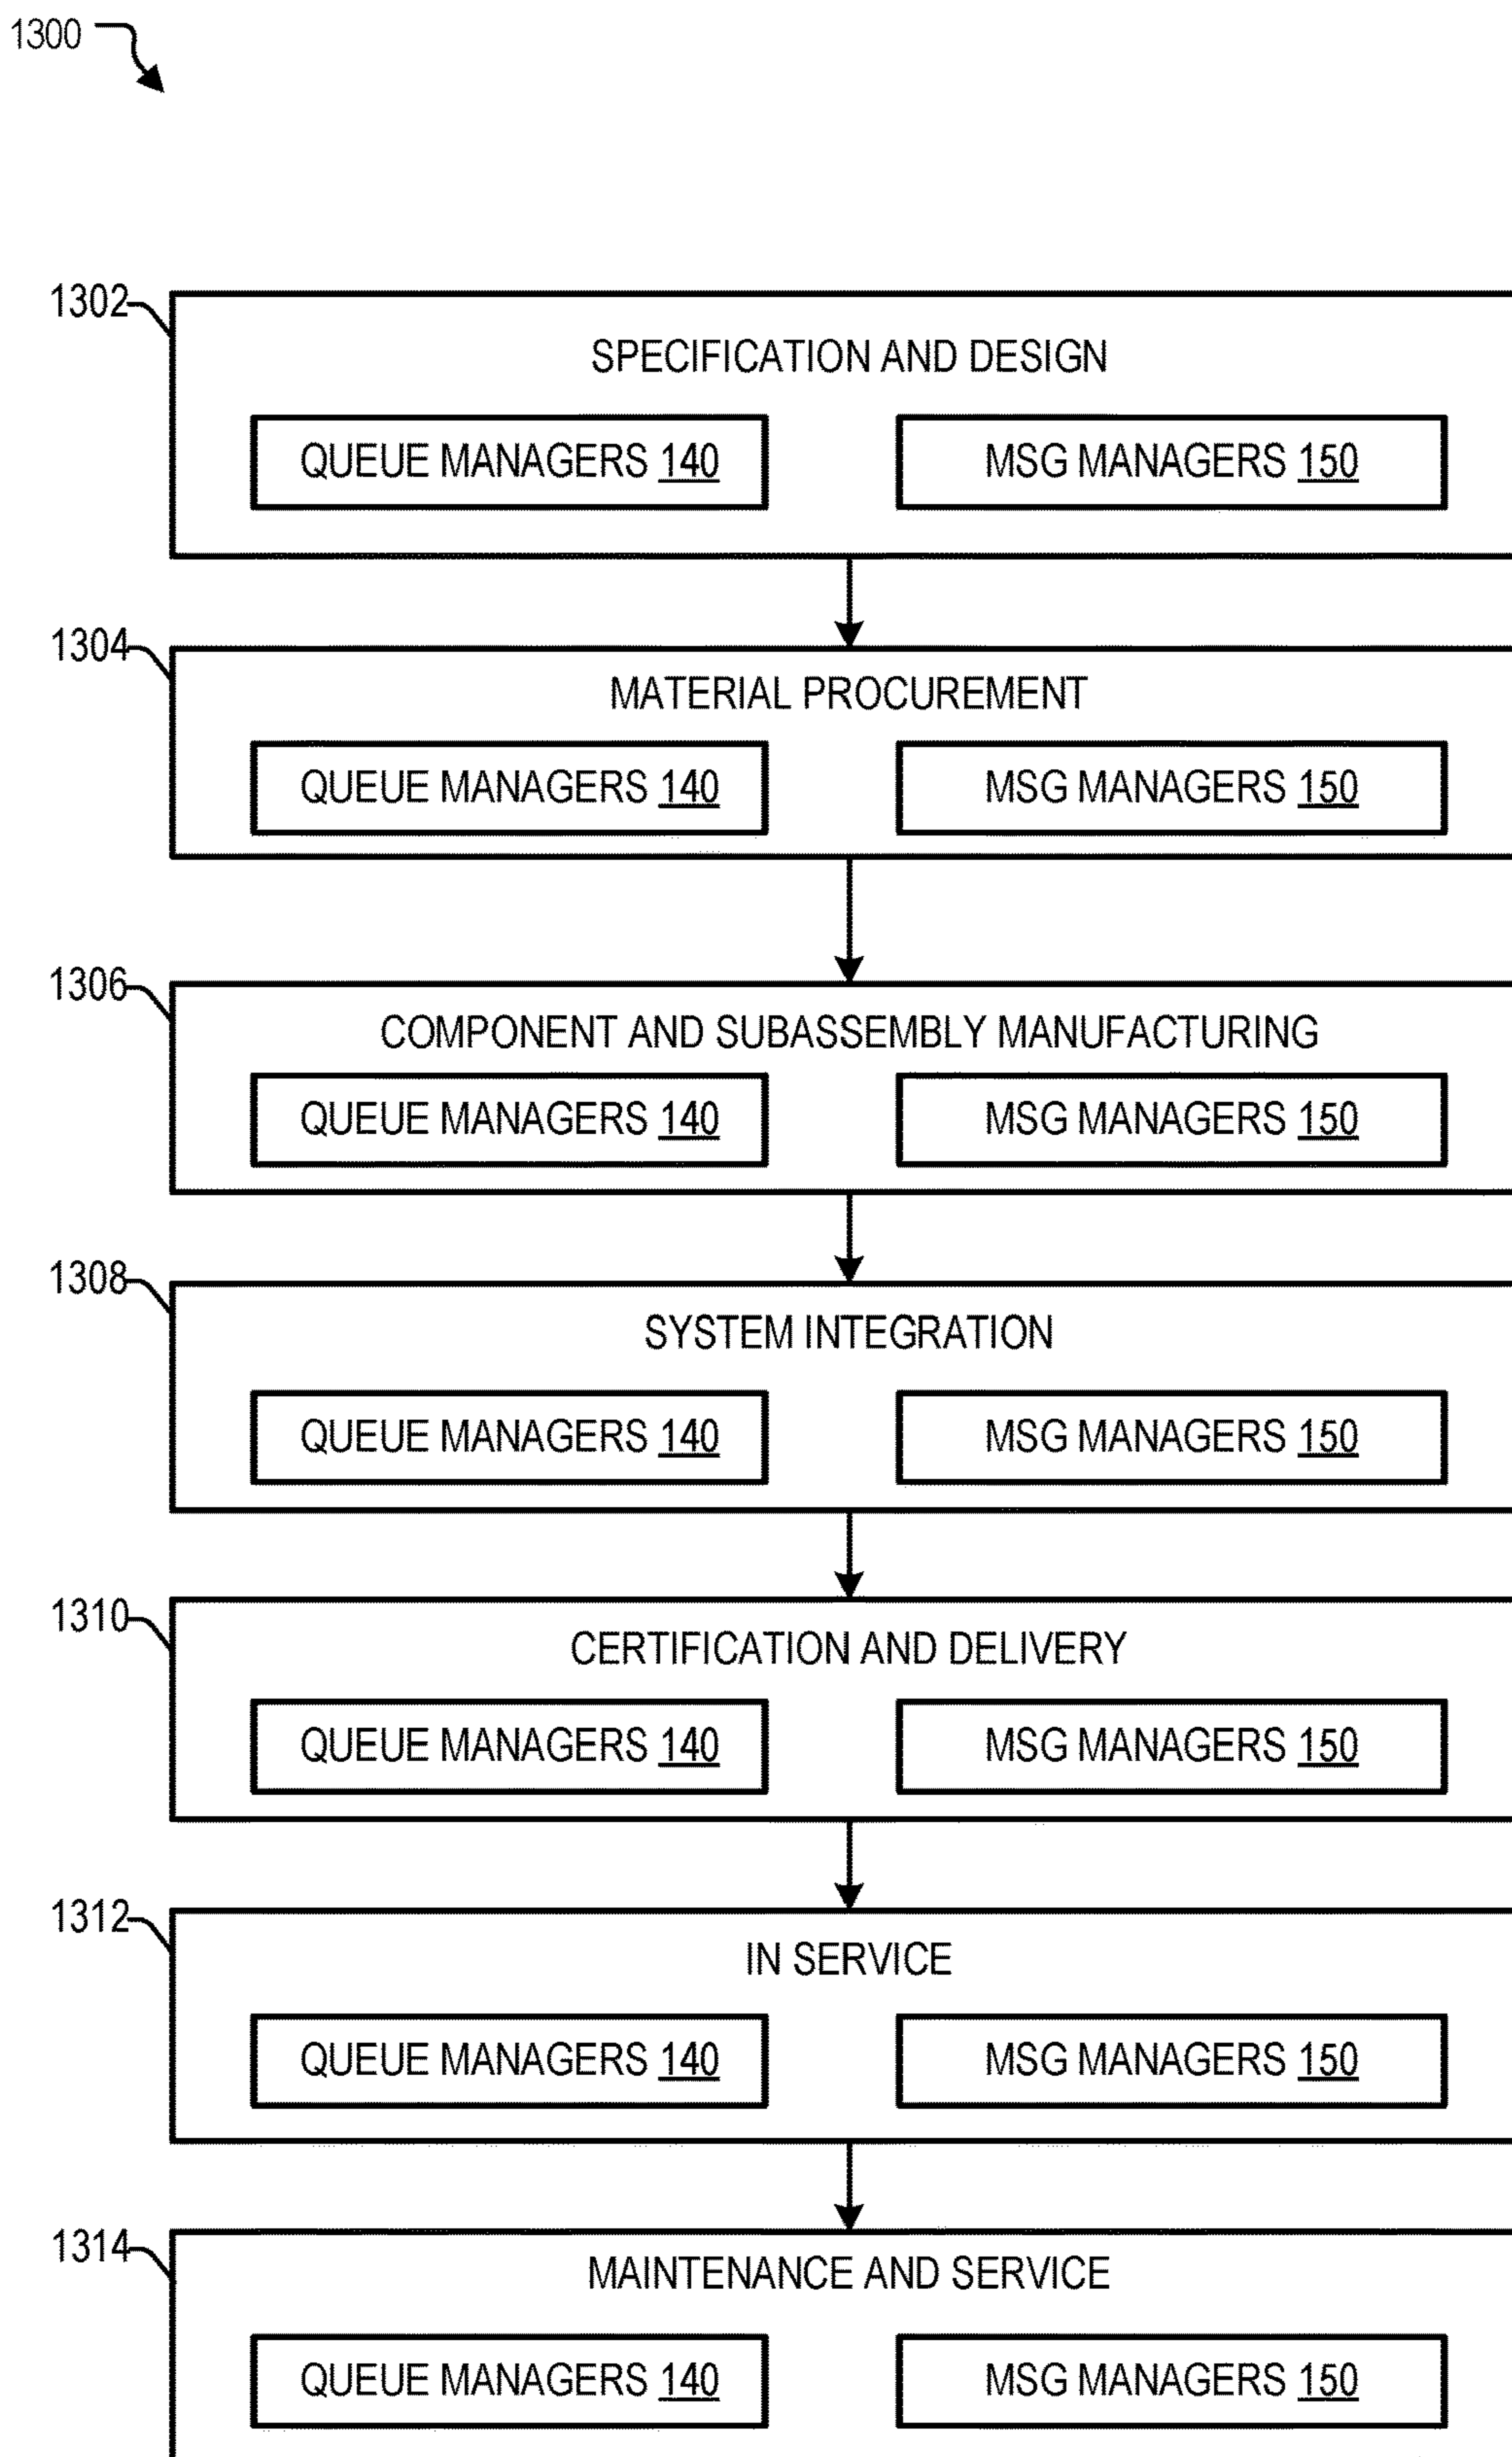 1300
1302
SPECIFICATION AND DESIGN
QUEUE MANAGERS 140 MSG MANAGERS 150
1304
MATERIAL PROCUREMENT
QUEUE MANAGERS 140 MSG MANAGERS 150
1306
COMPONENT AND SUBASSEMBLY MANUFACTURING
QUEUE MANAGERS 140 MSG MANAGERS 150
1308
SYSTEM INTEGRATION
QUEUE MANAGERS 140 MSG MANAGERS 150
1310
CERTIFICATION AND DELIVERY
QUEUE MANAGERS 140 MSG MANAGERS 150
1312
IN SERVICE
QUEUE MANAGERS 140 MSG MANAGERS 150
1314
MAINTENANCE AND SERVICE
QUEUE MANAGERS 140 MSG MANAGERS 150